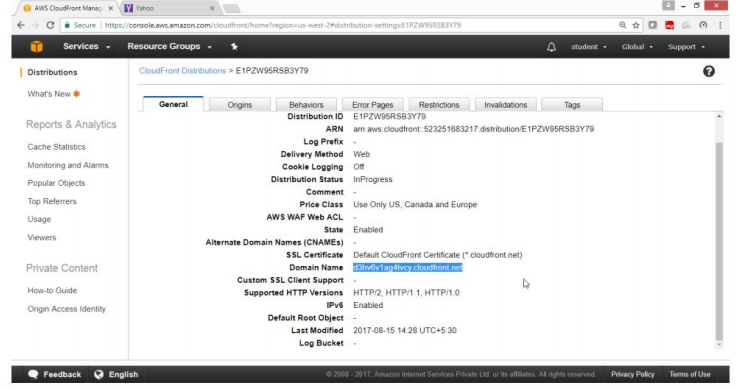 AWS CloudFront Manag
Yahoo
Secure https://console.aws.amazon.com/cloudfront/home?region=us-west-2#distribution-settings:E1PZW95RSB3Y79
Services Resource Groups student Global Support
Distributions
What's New
Reports & Analytics
Cache Statistics
Monitoring and Alarms
Popular Objects
Top Referrers
Usage
Viewers
Private Content
How-to Guide
Origin Access Identity
CloudFront Distributions > E1PZW95RSB3Y79
General Origins Behaviors Error Pages Restrictions Invalidations Tags
Distribution ID E1PZW95RSB3Y79
ARN arn:aws:cloudfront::523251683217:distribution/E1PZW95RSB3Y79
Log Prefix -
Delivery Method Web
Cookie Logging Off
Distribution Status InProgress
Comment -
Price Class Use Only US, Canada and Europe
AWS WAF Web ACL -
State Enabled
Alternate Domain Names (CNAMEs) -
SSL Certificate Default CloudFront Certificate (*.cloudfront.net)
Domain Name d3hv6v1ag4tvcy.cloudfront.net
Custom SSL Client Support -
Supported HTTP Versions HTTP/2, HTTP/1.1, HTTP/1.0
IPv6 Enabled
Default Root Object -
Last Modified 2017-08-15 14:28 UTC+5:30
Log Bucket -
Feedback English © 2008 - 2017, Amazon Internet Services Private Ltd. or its affiliates. All rights reserved. Privacy Policy Terms of Use